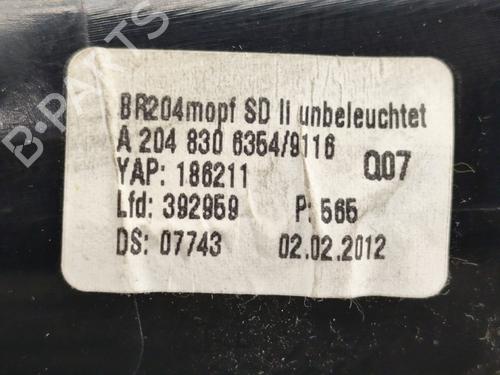 BR204mopf SD II unbeleuchtet
A 204 830 6354/9116
YAP: 186211 Q07
Lfd: 392959 P: 565
DS: 07743 02.02.2012
B-PARTS